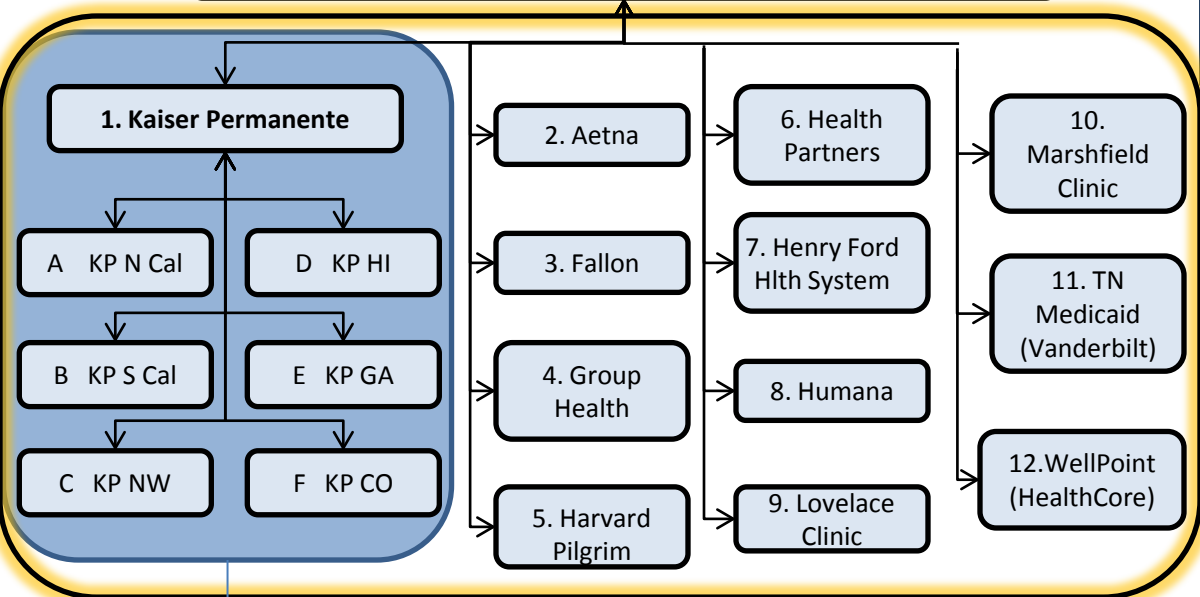 1. Kaiser Permanente
A KP N Cal
D KP HI
B KP S Cal
E KP GA
C KP NW
F KP CO
2. Aetna
3. Fallon
4. Group
Health
5. Harvard
Pilgrim
6. Health
Partners
7. Henry Ford
Hlth System
8. Humana
9. Lovelace
Clinic
10.
Marshfield
Clinic
11. TN
Medicaid
(Vanderbilt)
12.WellPoint
(HealthCore)